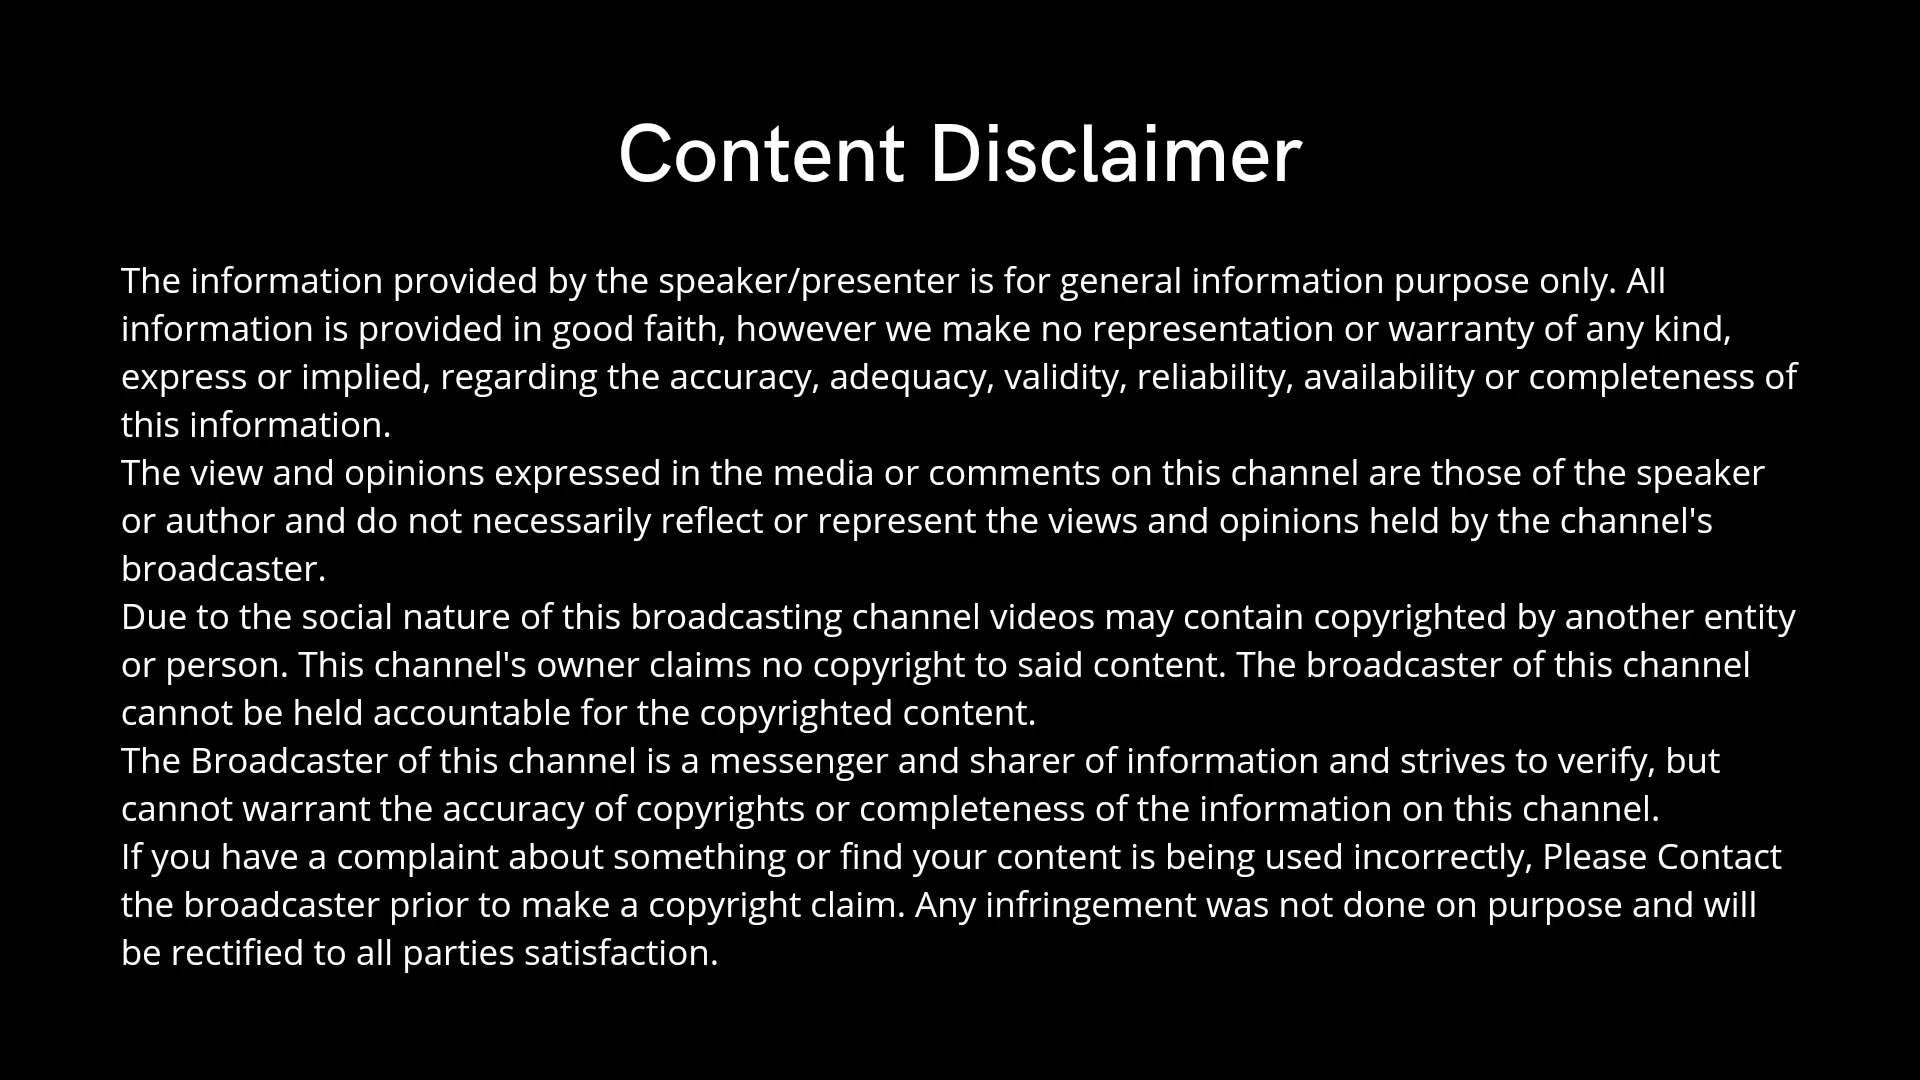 Content Disclaimer
The information provided by the speaker/presenter is for general information purpose only. All
information is provided in good faith, however we make no representation or warranty of any kind,
express or implied, regarding the accuracy, adequacy, validity, reliability, availability or completeness of
this information.
The view and opinions expressed in the media or comments on this channel are those of the speaker
or author and do not necessarily reflect or represent the views and opinions held by the channel's
broadcaster.
Due to the social nature of this broadcasting channel videos may contain copyrighted by another entity
or person. This channel's owner claims no copyright to said content. The broadcaster of this channel
cannot be held accountable for the copyrighted content.
The Broadcaster of this channel is a messenger and sharer of information and strives to verify, but
cannot warrant the accuracy of copyrights or completeness of the information on this channel.
If you have a complaint about something or find your content is being used incorrectly, Please Contact
the broadcaster prior to make a copyright claim. Any infringement was not done on purpose and will
be rectified to all parties satisfaction.